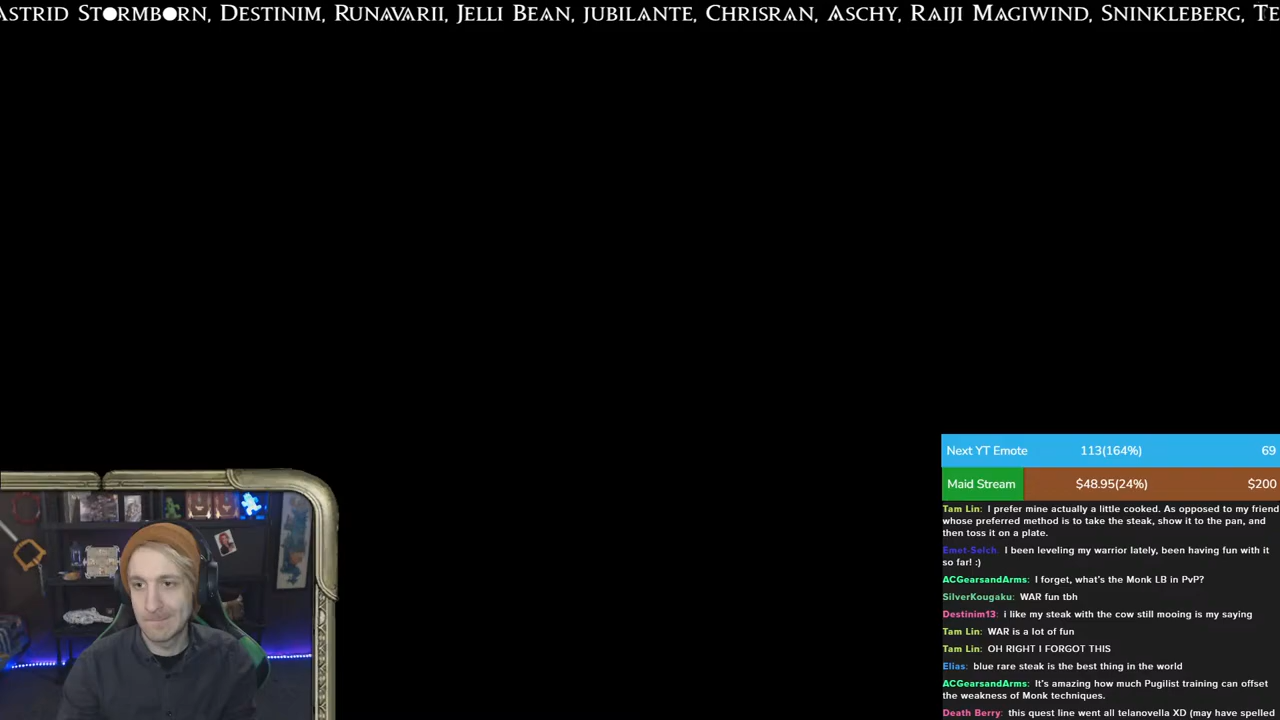 STRID STORMBORN, DESTINIM, RUNAVARII, JELLI BEAN, JUBILANTE, CHRISRAN, ASCHY, RAIJI MAGIWIND, SNINKLEBERG, TE
Next YT Emote 113(164%) 69
Maid Stream $48.95(24%) $200
Tam Lin: I prefer mine actually a little cooked. As opposed to my friend
whose preferred method is to take the steak, show it to the pan, and
then toss it on a plate.
Emet-Selch: I been leveling my warrior lately, been having fun with it
so far! :)
ACGearsandArms: I forget, what's the Monk LB in PvP?
SilverKougaku: WAR fun tbh
Destinim13: i like my steak with the cow still mooing is my saying
Tam Lin: WAR is a lot of fun
Tam Lin: OH RIGHT I FORGOT THIS
Elias: blue rare steak is the best thing in the world
ACGearsandArms: It's amazing how much Pugilist training can offset
the weakness of Monk techniques.
Death Berry: this quest line went all telanovella XD (may have spelled